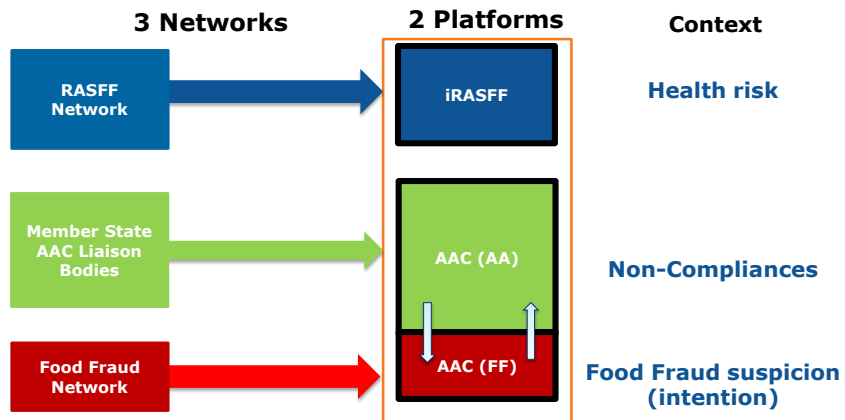 3 Networks
2 Platforms
Context
RASFF
Network
iRASFF
Health risk
Member State
AAC Liaison
Bodies
AAC (AA)
Non-Compliances
Food Fraud
Network
AAC (FF)
Food Fraud suspicion
(intention)